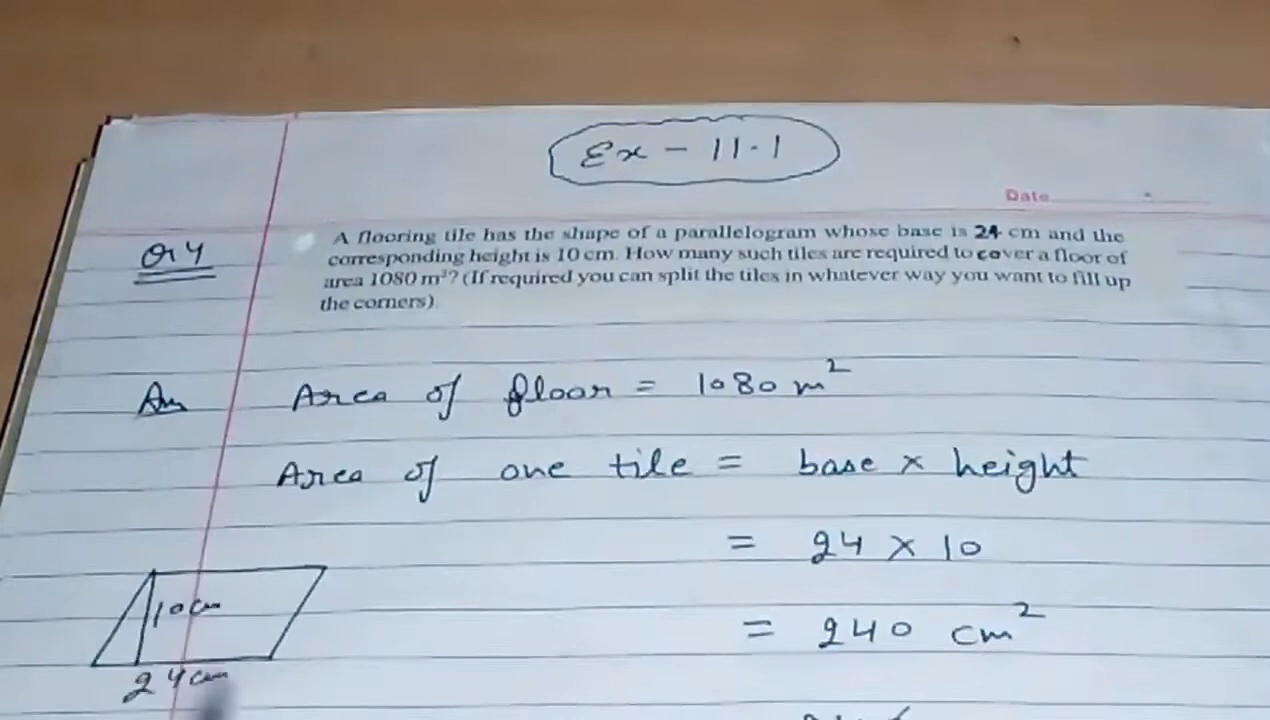 Ex - 11.1
Date
Q 4
A flooring tile has the shape of a parallelogram whose base is 24 cm and the
corresponding height is 10 cm. How many such tiles are required to cover a floor of
area 1080 m²? (If required you can split the tiles in whatever way you want to fill up
the corners).
Ans Area of floor = 1080 m²
Area of one tile = base × height
= 24 × 10
= 240 cm²
10cm
24cm